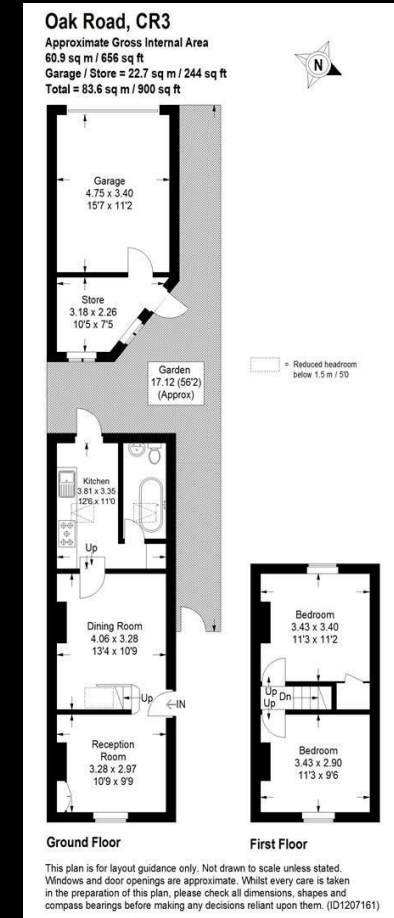 Oak Road, CR3
Approximate Gross Internal Area
60.9 sq m / 656 sq ft
Garage / Store = 22.7 sq m / 244 sq ft
Total = 83.6 sq m / 900 sq ft
N
Garage
4.75 x 3.40
15'7 x 11'2
Store
3.18 x 2.26
10'5 x 7'5
Garden
17.12 (56'2)
(Approx)
= Reduced headroom
below 1.5 m / 5'0
Kitchen
3.81 x 3.35
12'6 x 11'0
Up
Dining Room
4.06 x 3.28
13'4 x 10'9
Up
IN
Reception
Room
3.28 x 2.97
10'9 x 9'9
Bedroom
3.43 x 3.40
11'3 x 11'2
Up Dn
Up
Bedroom
3.43 x 2.90
11'3 x 9'6
Ground Floor
First Floor
This plan is for layout guidance only. Not drawn to scale unless stated.
Windows and door openings are approximate. Whilst every care is taken
in the preparation of this plan, please check all dimensions, shapes and
compass bearings before making any decisions reliant upon them. (ID1207161)